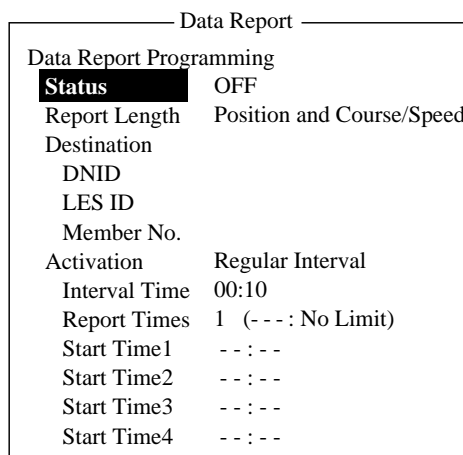 Data Report
Data Report Programming
Status OFF
Report Length Position and Course/Speed
Destination
DNID
LES ID
Member No.
Activation Regular Interval
Interval Time 00:10
Report Times 1 (- - - : No Limit)
Start Time1 - - : - -
Start Time2 - - : - -
Start Time3 - - : - -
Start Time4 - - : - -